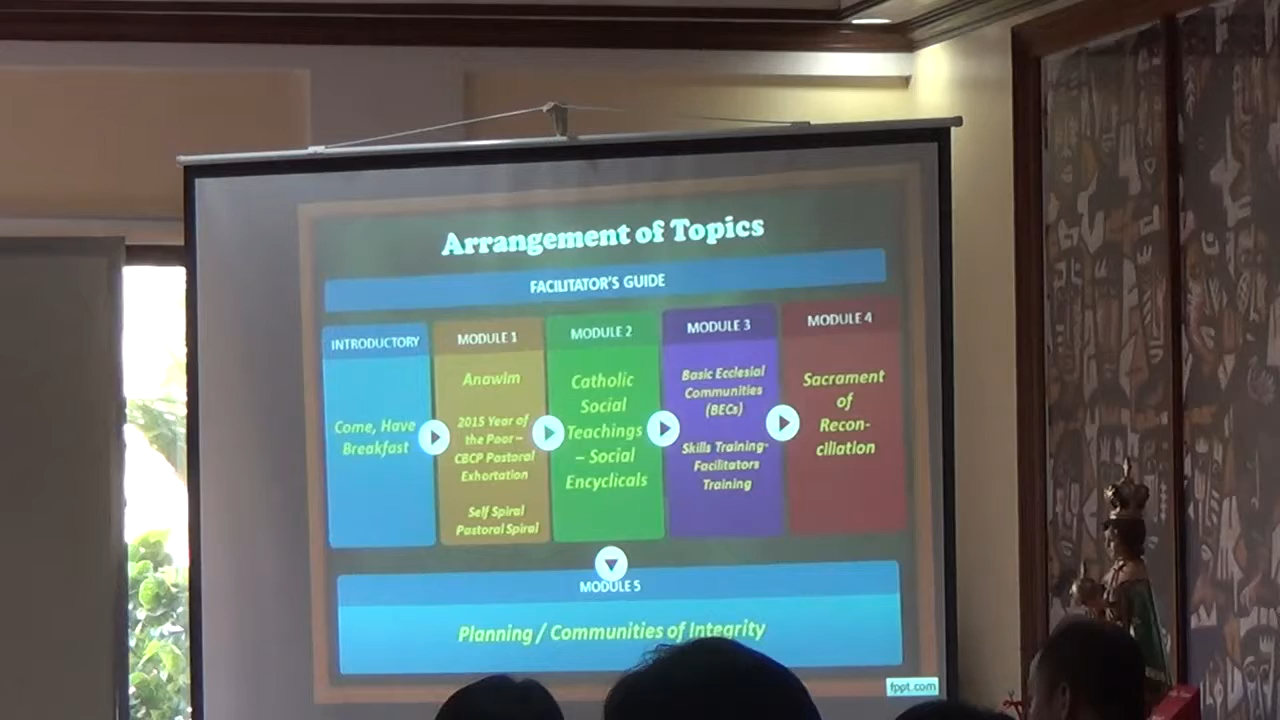 Arrangement of Topics
FACILITATOR'S GUIDE
INTRODUCTORY
Come, Have
Breakfast
MODULE 1
Anawim
2015 Year of
the Poor –
CBCP Pastoral
Exhortation
Self Spiral
Pastoral Spiral
MODULE 2
Catholic
Social
Teachings
– Social
Encyclicals
MODULE 3
Basic Ecclesial
Communities
(BECs)
Skills Training-
Facilitators
Training
MODULE 4
Sacrament
of
Recon-
ciliation
MODULE 5
Planning / Communities of Integrity
fppt.com